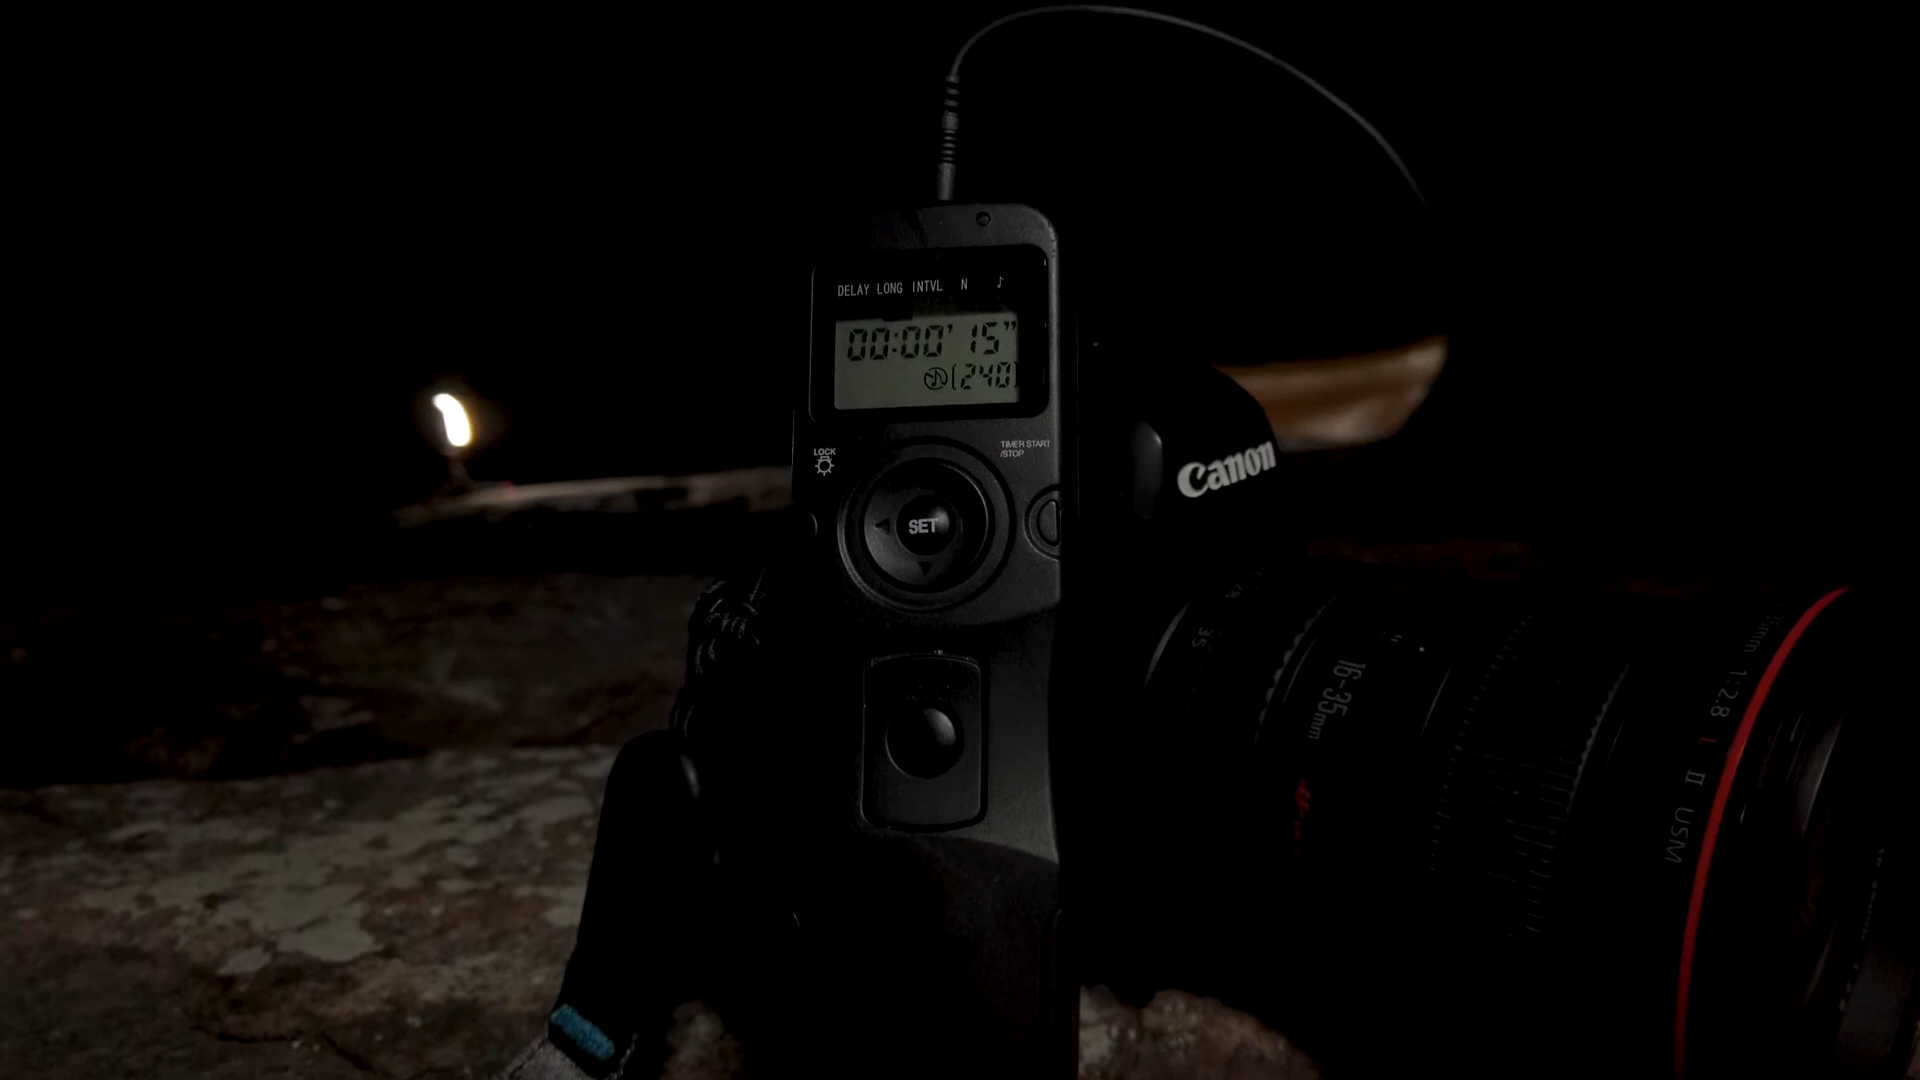 DELAY LONG INTVL N ♪
00:00' 15"
[240]
LOCK
TIMER START
/STOP
SET
Canon
35
16-35mm
1:2.8 L II USM